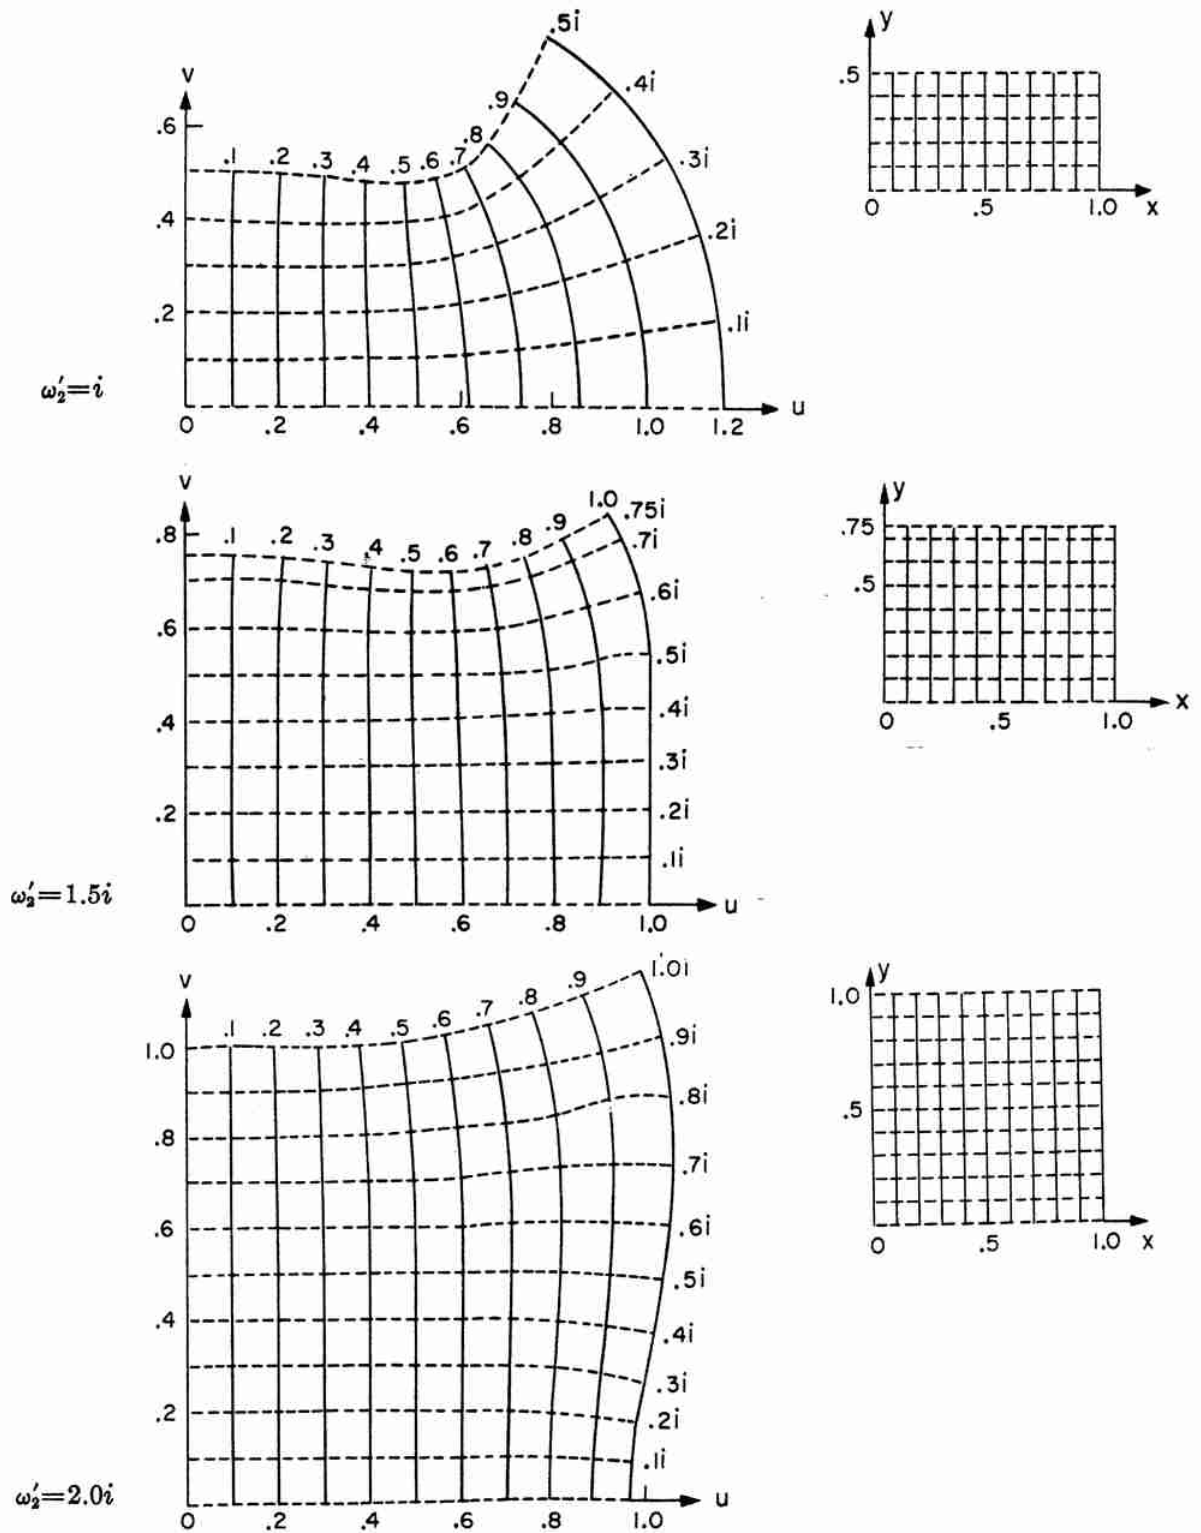 .5i
v
.4i
.6
.9
.8
.1 .2 .3 .4 .5 .6 .7
.3i
.4
.2i
.2
.1i
ω′₂=i
0 .2 .4 .6 .8 1.0 1.2 u
y
.5
0 .5 1.0 x
v
1.0 .75i
.8 .1 .2 .3 .4 .5 .6 .7 .8 .9 .7i
.6 .6i
.5i
.4 .4i
.3i
.2 .2i
.1i
ω′₂=1.5i
0 .2 .4 .6 .8 1.0 u
y
.75
.5
0 .5 1.0 x
v
1.0i
.1 .2 .3 .4 .5 .6 .7 .8 .9
1.0 .9i
.8 .8i
.7i
.6 .6i
.5i
.4 .4i
.3i
.2 .2i
.1i
ω′₂=2.0i
0 .2 .4 .6 .8 1.0 u
y
1.0
.5
0 .5 1.0 x